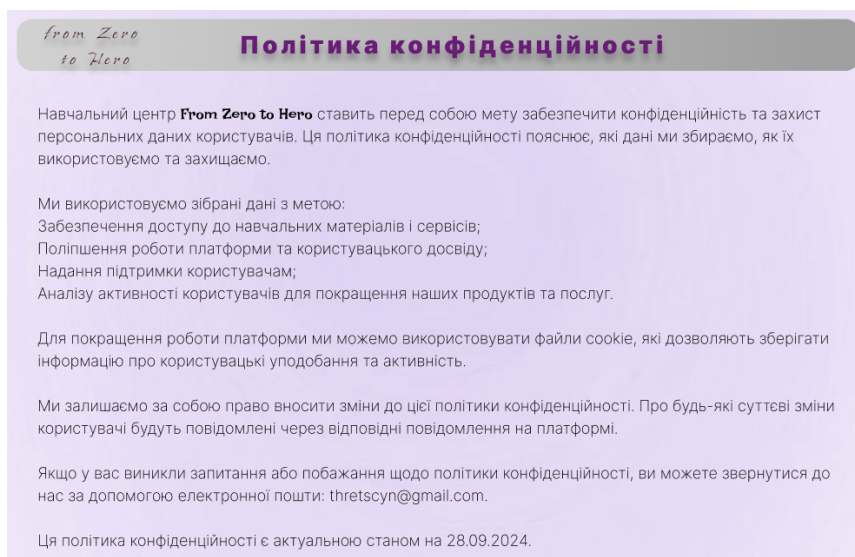 from Zero
to Hero
Політика конфіденційності
Навчальний центр From Zero to Hero ставить перед собою мету забезпечити конфіденційність та захист
персональних даних користувачів. Ця політика конфіденційності пояснює, які дані ми збираємо, як їх
використовуємо та захищаємо.
Ми використовуємо зібрані дані з метою:
Забезпечення доступу до навчальних матеріалів і сервісів;
Поліпшення роботи платформи та користувацького досвіду;
Надання підтримки користувачам;
Аналізу активності користувачів для покращення наших продуктів та послуг.
Для покращення роботи платформи ми можемо використовувати файли cookie, які дозволяють зберігати
інформацію про користувацькі уподобання та активність.
Ми залишаємо за собою право вносити зміни до цієї політики конфіденційності. Про будь-які суттєві зміни
користувачі будуть повідомлені через відповідні повідомлення на платформі.
Якщо у вас виникли запитання або побажання щодо політики конфіденційності, ви можете звернутися до
нас за допомогою електронної пошти: thretscyn@gmail.com.
Ця політика конфіденційності є актуальною станом на 28.09.2024.